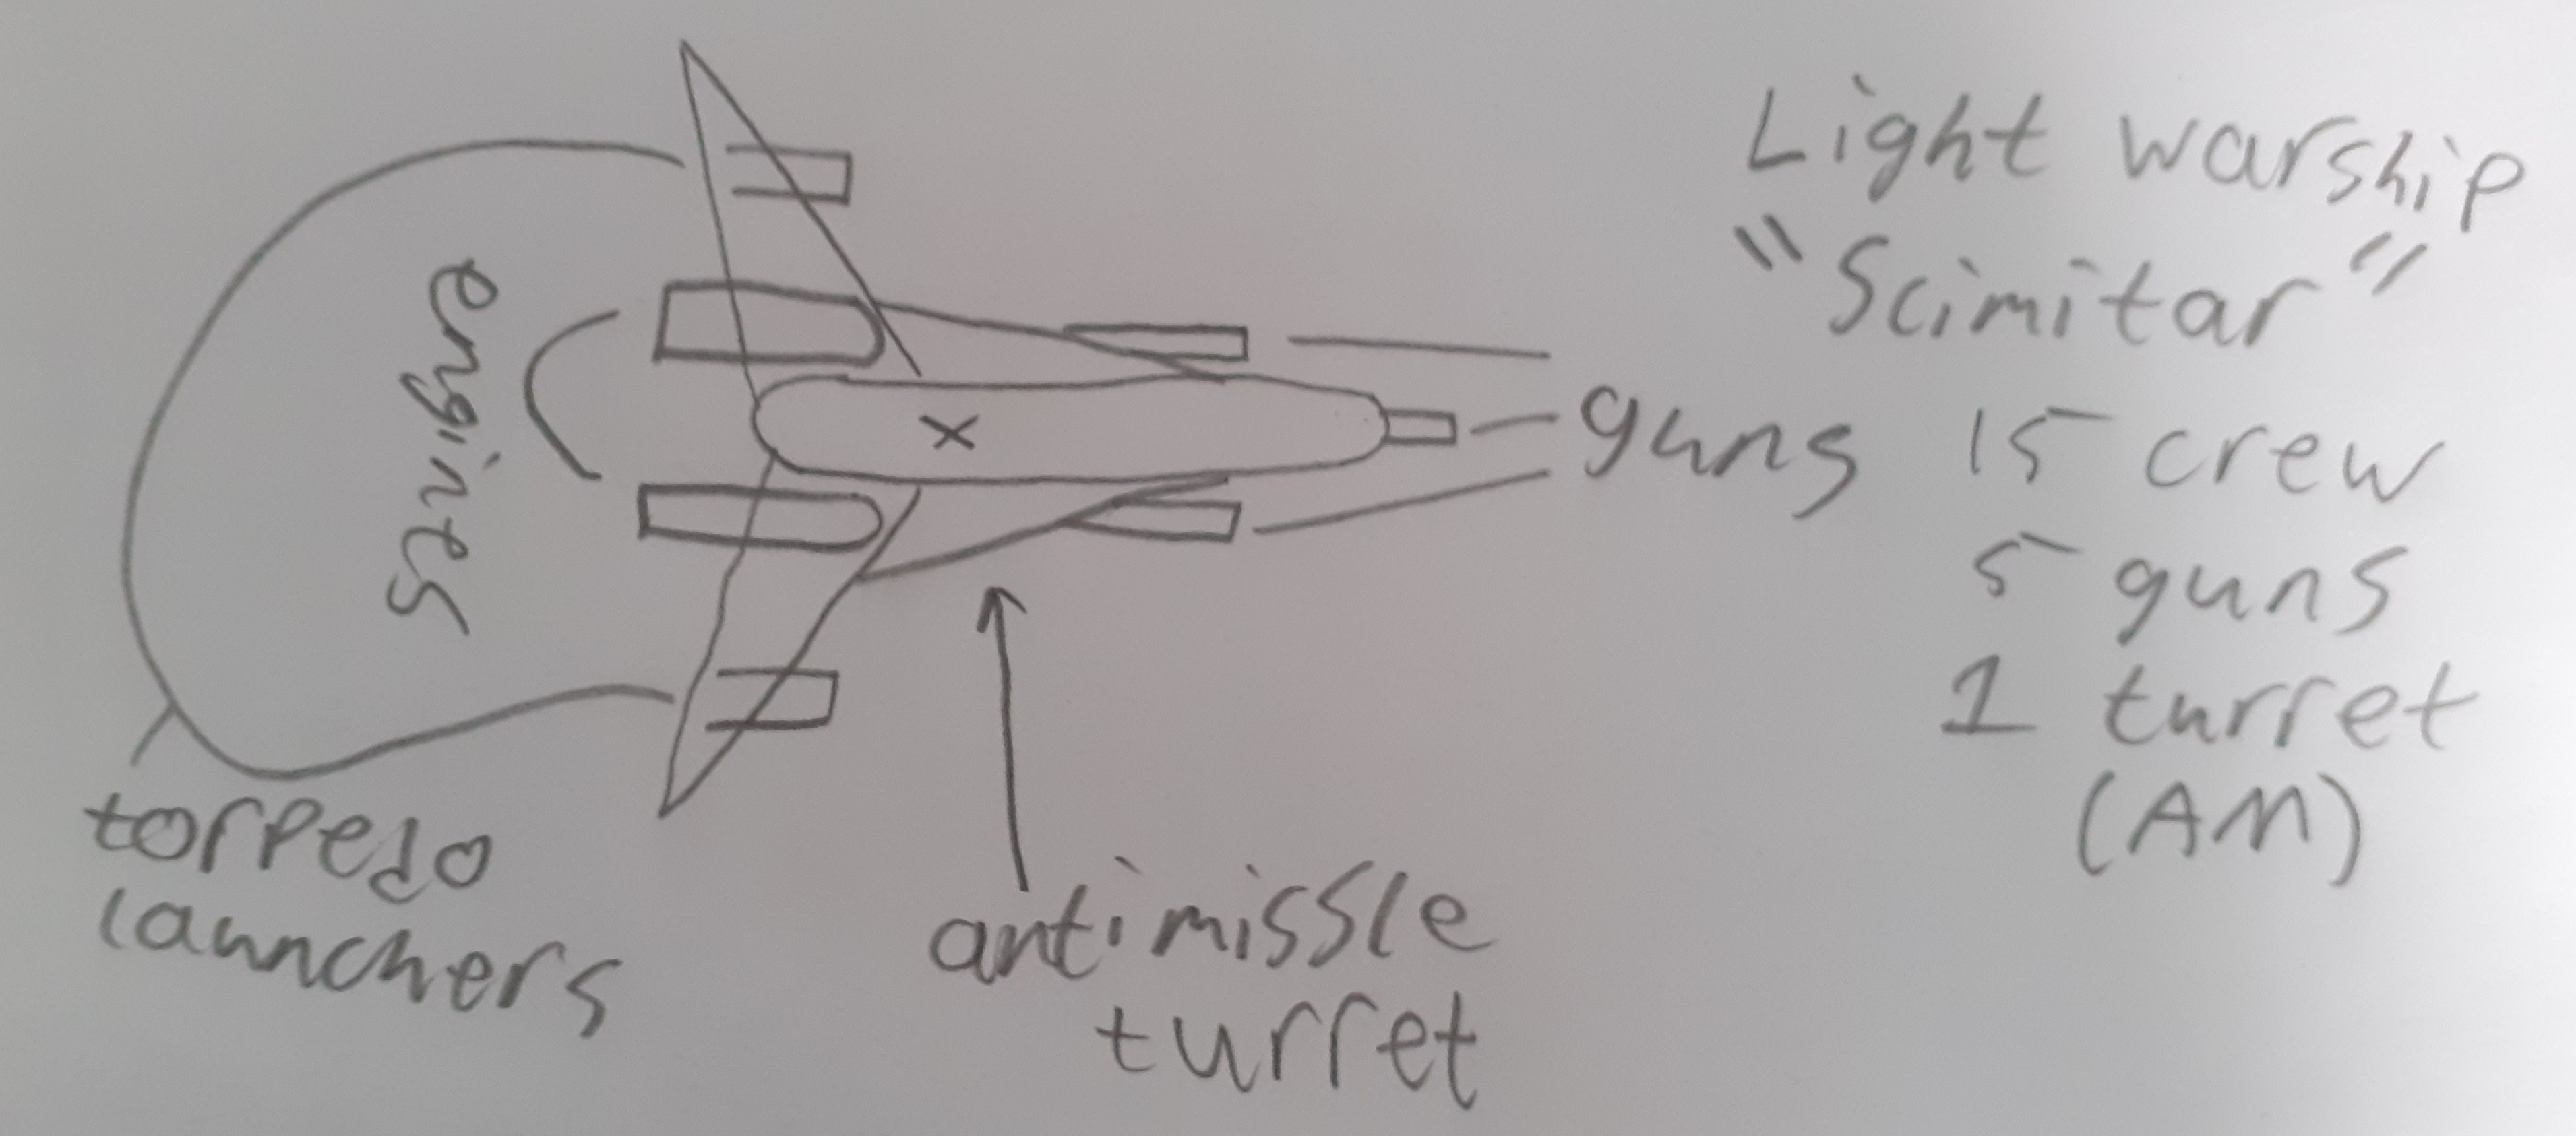 Light warship
"Scimitar"
engines
guns
15 crew
5 guns
1 turret
(AM)
torpedo
launchers
antimissle
turret
X